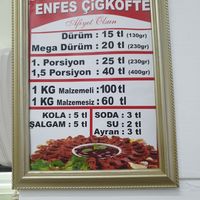 ENFES ÇiĞKÖFTE
Afiyet Olsun
Dürüm : 15 tl (130gr)
Mega Dürüm : 20 tl (230gr)
1. Porsiyon : 25 tl (230gr)
1,5 Porsiyon : 40 tl (400gr)
1 KG Malzemeli : 100 tl
1 KG Malzemesiz : 60 tl
KOLA : 5 tl
ŞALGAM : 5 tl
SODA : 3 tl
SU : 2 tl
Ayran : 3 tl